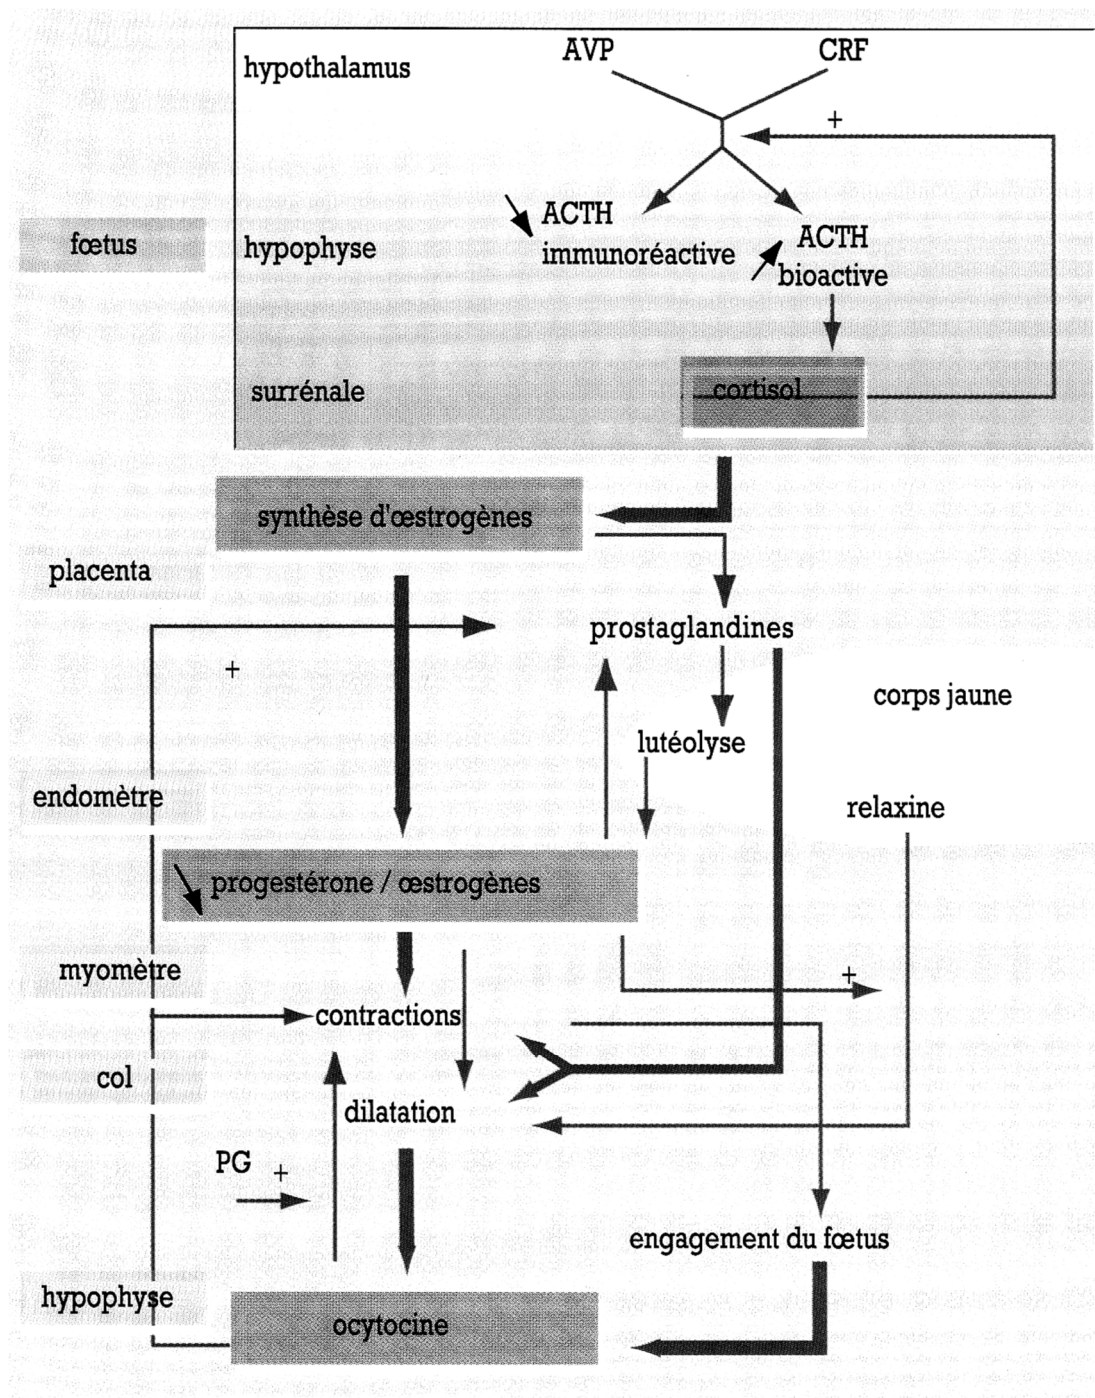 AVP
CRF
hypothalamus
+
ACTH
immunoréactive
ACTH
bioactive
fœtus
hypophyse
surrénale
cortisol
synthèse d'œstrogènes
placenta
prostaglandines
+
corps jaune
lutéolyse
endomètre
relaxine
progestérone / œstrogènes
myomètre
+
contractions
col
dilatation
PG
+
engagement du fœtus
hypophyse
ocytocine